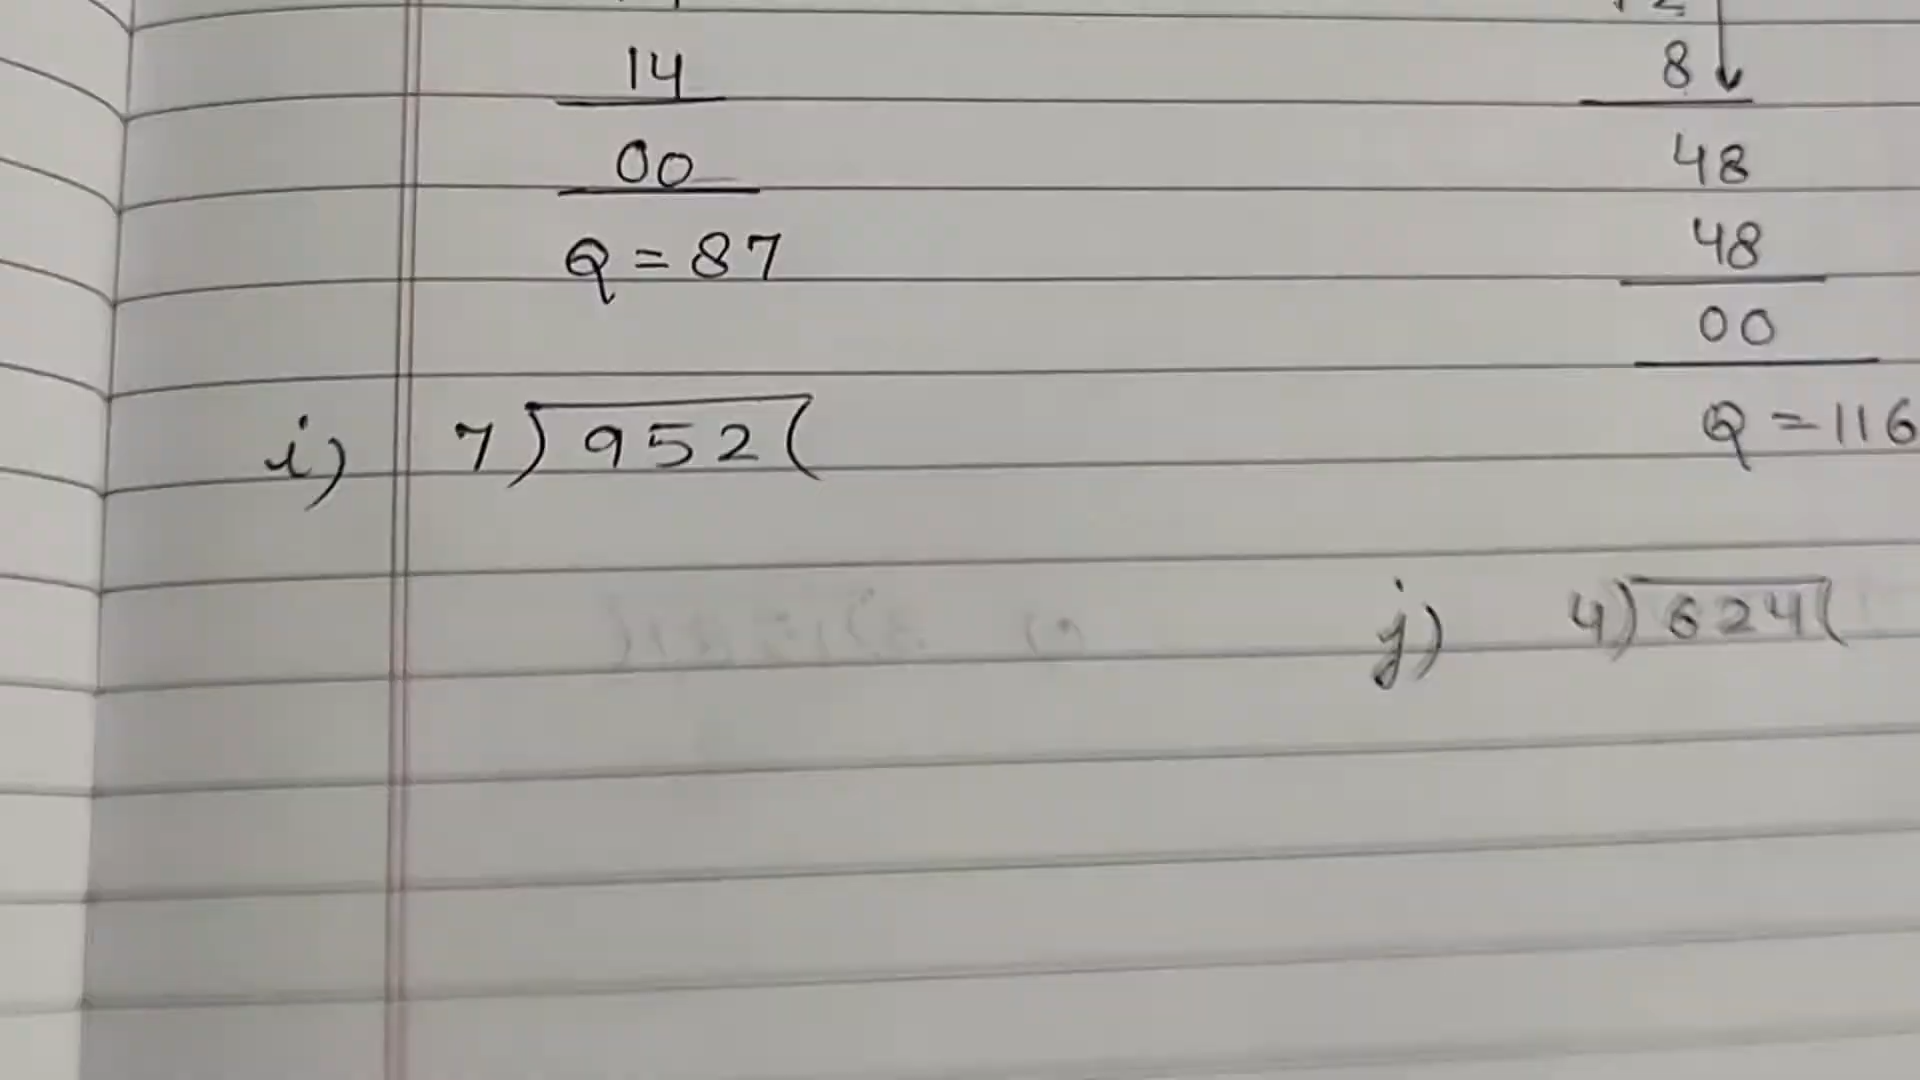 14
00
Q = 87
i) 7)952(
8
48
48
00
Q = 116
j) 4)624(